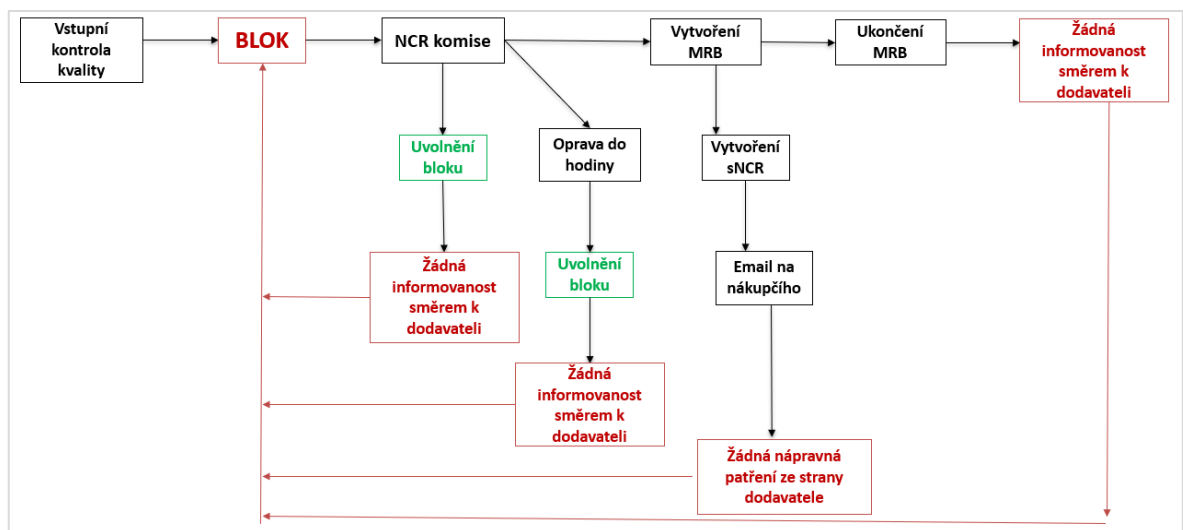 Vstupní
kontrola
kvality
BLOK
NCR komise
Vytvoření
MRB
Ukončení
MRB
Žádná
informovanost
směrem k
dodavateli
Uvolnění
bloku
Oprava do
hodiny
Vytvoření
sNCR
Žádná
informovanost
směrem k
dodavateli
Uvolnění
bloku
Email na
nákupčího
Žádná
informovanost
směrem k
dodavateli
Žádná nápravná
patření ze strany
dodavatele